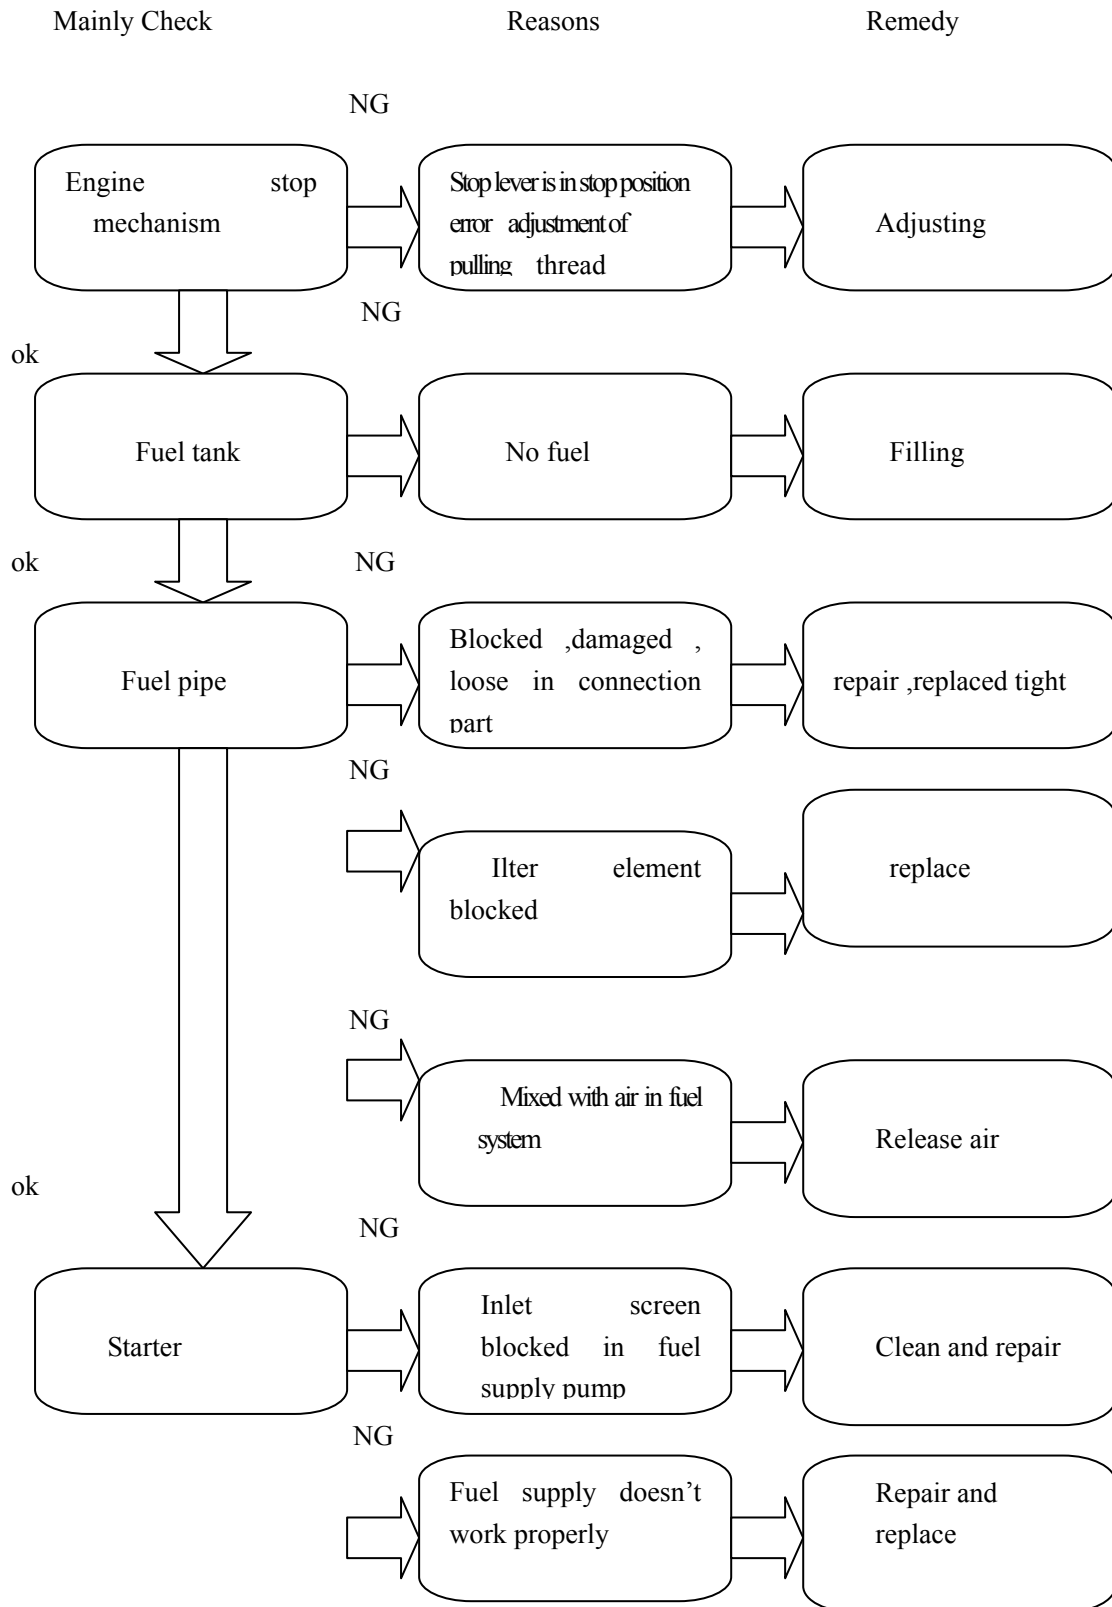 Mainly Check Reasons Remedy
NG
Engine stop
mechanism
Stop lever is in stop position
error adjustment of
pulling thread
Adjusting
NG
ok
Fuel tank
No fuel
Filling
ok
NG
Fuel pipe
Blocked ,damaged ,
loose in connection
part
repair ,replaced tight
NG
Ilter element
blocked
replace
NG
Mixed with air in fuel
system
Release air
ok
NG
Starter
Inlet screen
blocked in fuel
supply pump
Clean and repair
NG
Fuel supply doesn’t
work properly
Repair and
replace